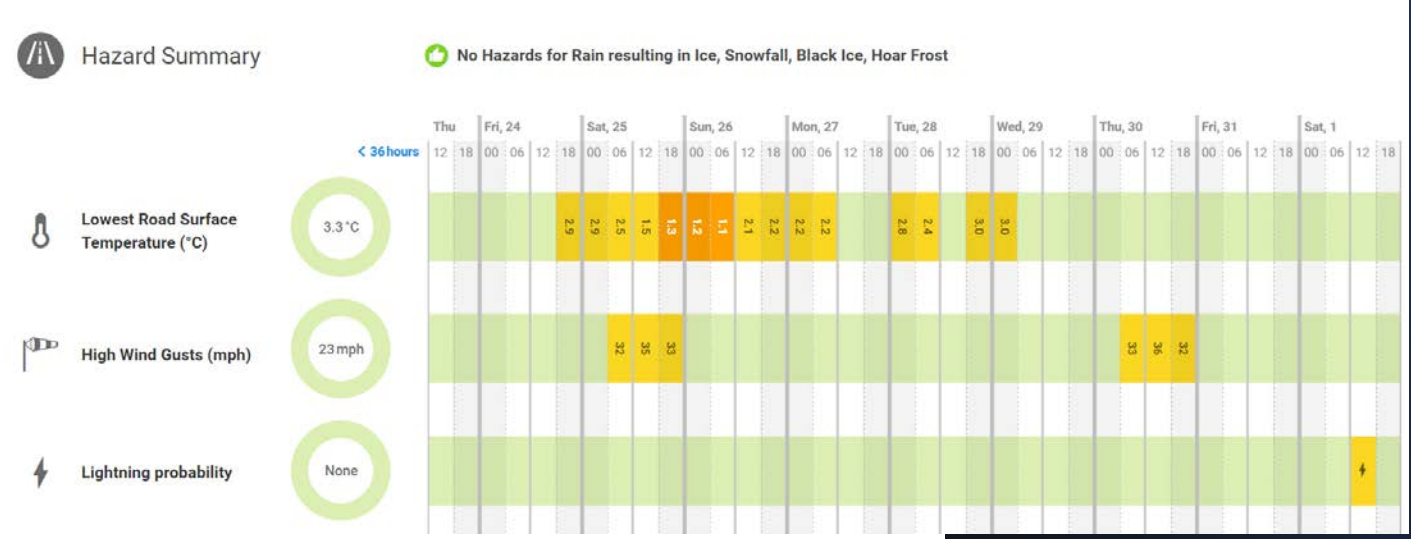 Hazard Summary
No Hazards for Rain resulting in Ice, Snowfall, Black Ice, Hoar Frost
Thu Fri, 24 Sat, 25 Sun, 26 Mon, 27 Tue, 28 Wed, 29 Thu, 30 Fri, 31 Sat, 1
< 36 hours 12 18 00 06 12 18 00 06 12 18 00 06 12 18 00 06 12 18 00 06 12 18 00 06 12 18 00 06 12 18 00 06 12 18 00 06 12 18
Lowest Road Surface
Temperature (°C)
3.3 °C
2.9 2.9 2.5 1.5 1.3 1.2 1.1 2.1 2.2 2.2 2.2 2.8 2.4 3.0 3.0
High Wind Gusts (mph)
23 mph
32 35 33 33 36 32
Lightning probability
None